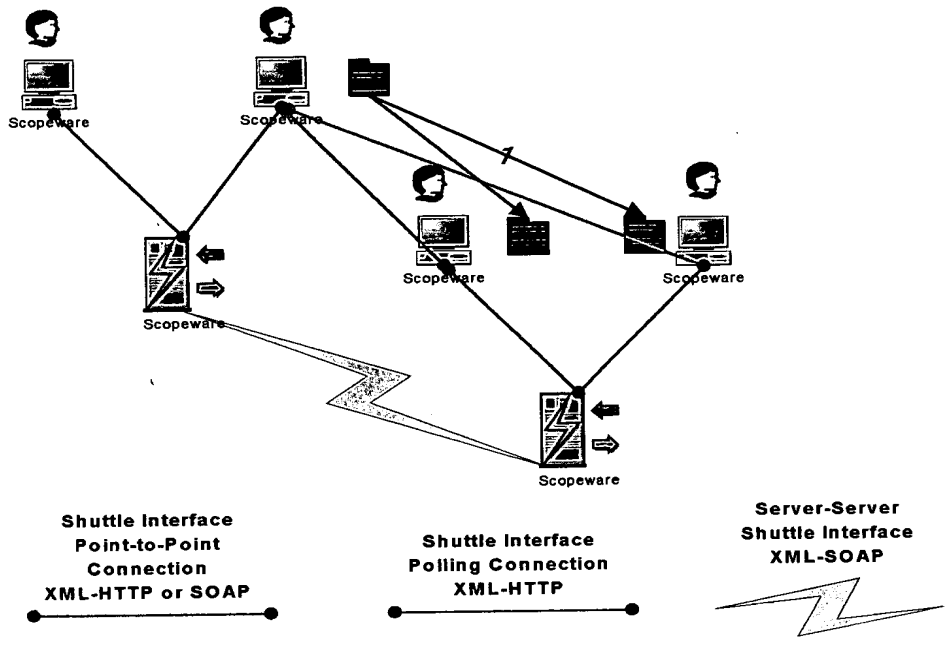 Scopeware
Scopeware
1
Scopeware
Scopeware
Scopeware
Scopeware
Shuttle Interface
Point-to-Point
Connection
XML-HTTP or SOAP
Shuttle Interface
Polling Connection
XML-HTTP
Server-Server
Shuttle Interface
XML-SOAP